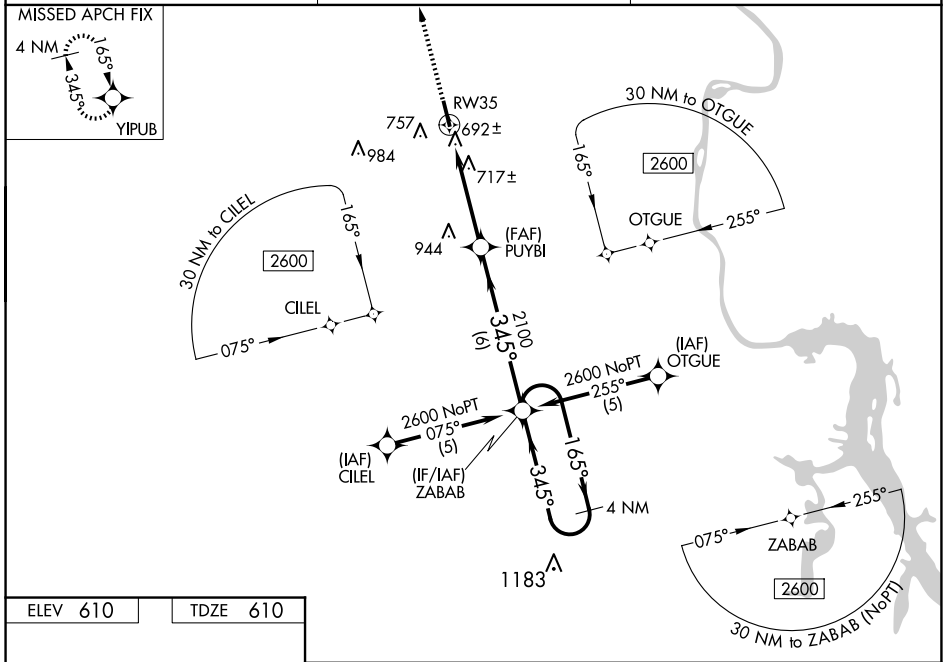 MISSED APCH FIX
4 NM
165°
345°
YIPUB
RW35
757
692±
984
717±
30 NM to OTGUE
165°
2600
OTGUE
255°
30 NM to CILEL
165°
2600
CILEL
075°
944
(FAF)
PUYBI
2100
345°
(6)
(IAF)
OTGUE
2600 NoPT
255°
(5)
2600 NoPT
075°
(5)
(IAF)
CILEL
(IF/IAF)
ZABAB
345°
165°
4 NM
1183
075°
255°
ZABAB
2600
30 NM to ZABAB (NoPT)
ELEV 610
TDZE 610